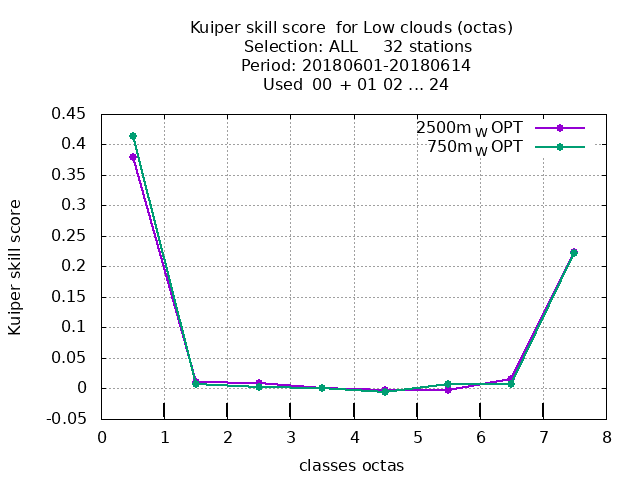 Kuiper skill score  for Low clouds (octas)
Selection: ALL     32 stations
Period: 20180601-20180614
Used  00 + 01 02 ... 24
2500m W OPT
750m W OPT
0.45
0.4
0.35
0.3
0.25
0.2
0.15
0.1
0.05
0
-0.05
Kuiper skill score
0 1 2 3 4 5 6 7 8
classes octas